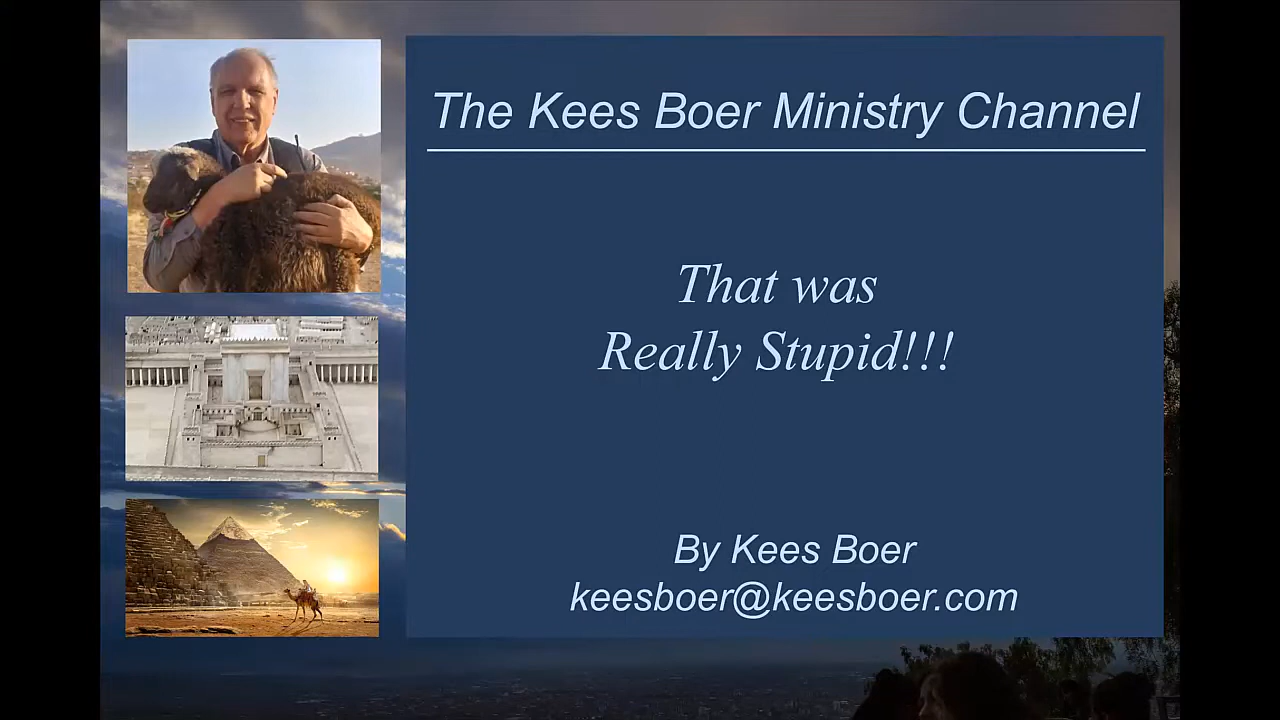 The Kees Boer Ministry Channel
That was
Really Stupid!!!
By Kees Boer
keesboer@keesboer.com